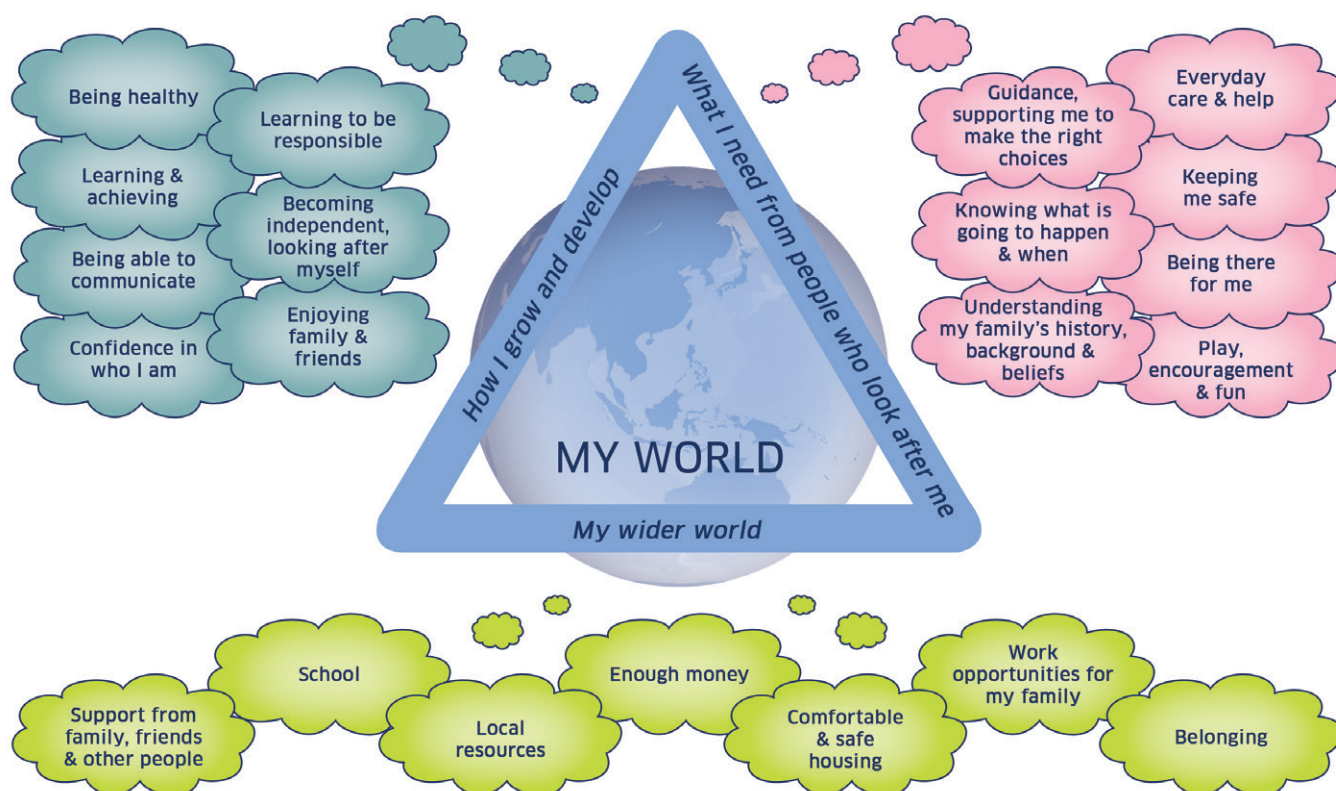 Being healthy
Learning to be
responsible
Learning &
achieving
Becoming
independent,
looking after
myself
Being able to
communicate
Enjoying
family &
friends
Confidence in
who I am
How I grow and develop
What I need from people who look after me
MY WORLD
My wider world
Everyday
care & help
Guidance,
supporting me to
make the right
choices
Keeping
me safe
Knowing what is
going to happen
& when
Being there
for me
Understanding
my family's history,
background &
beliefs
Play,
encouragement
& fun
Support from
family, friends
& other people
School
Local
resources
Enough money
Comfortable
& safe
housing
Work
opportunities for
my family
Belonging